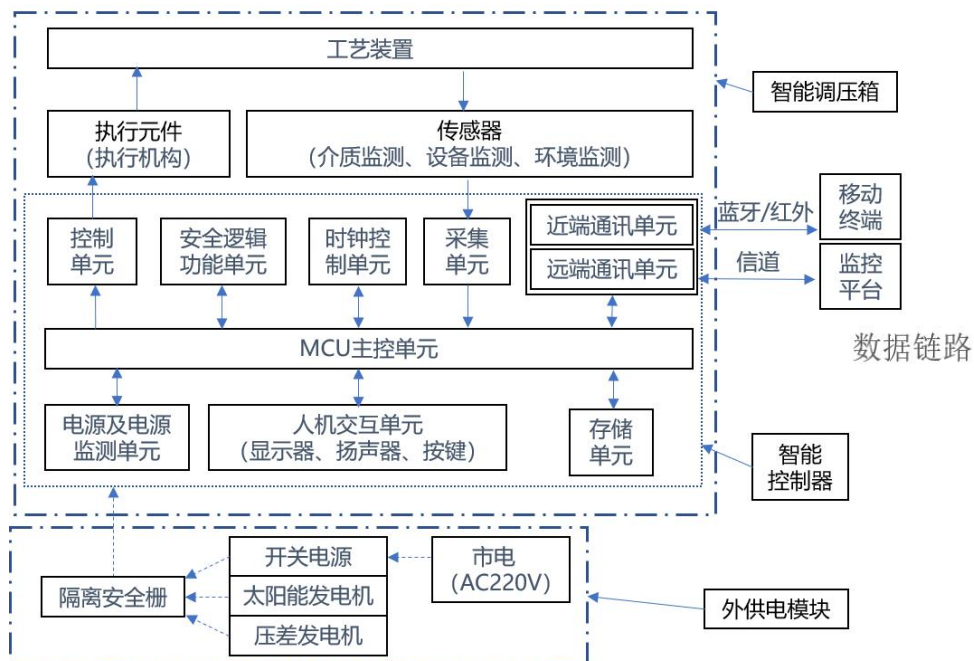 工艺装置
智能调压箱
执行元件
(执行机构)
传感器
(介质监测、设备监测、环境监测)
控制
单元
安全逻辑
功能单元
时钟控
制单元
采集
单元
近端通讯单元
远端通讯单元
蓝牙/红外
移动
终端
信道
监控
平台
MCU主控单元
数据链路
电源及电源
监测单元
人机交互单元
(显示器、扬声器、按键)
存储
单元
智能
控制器
隔离安全栅
开关电源
太阳能发电机
压差发电机
市电
(AC220V)
外供电模块